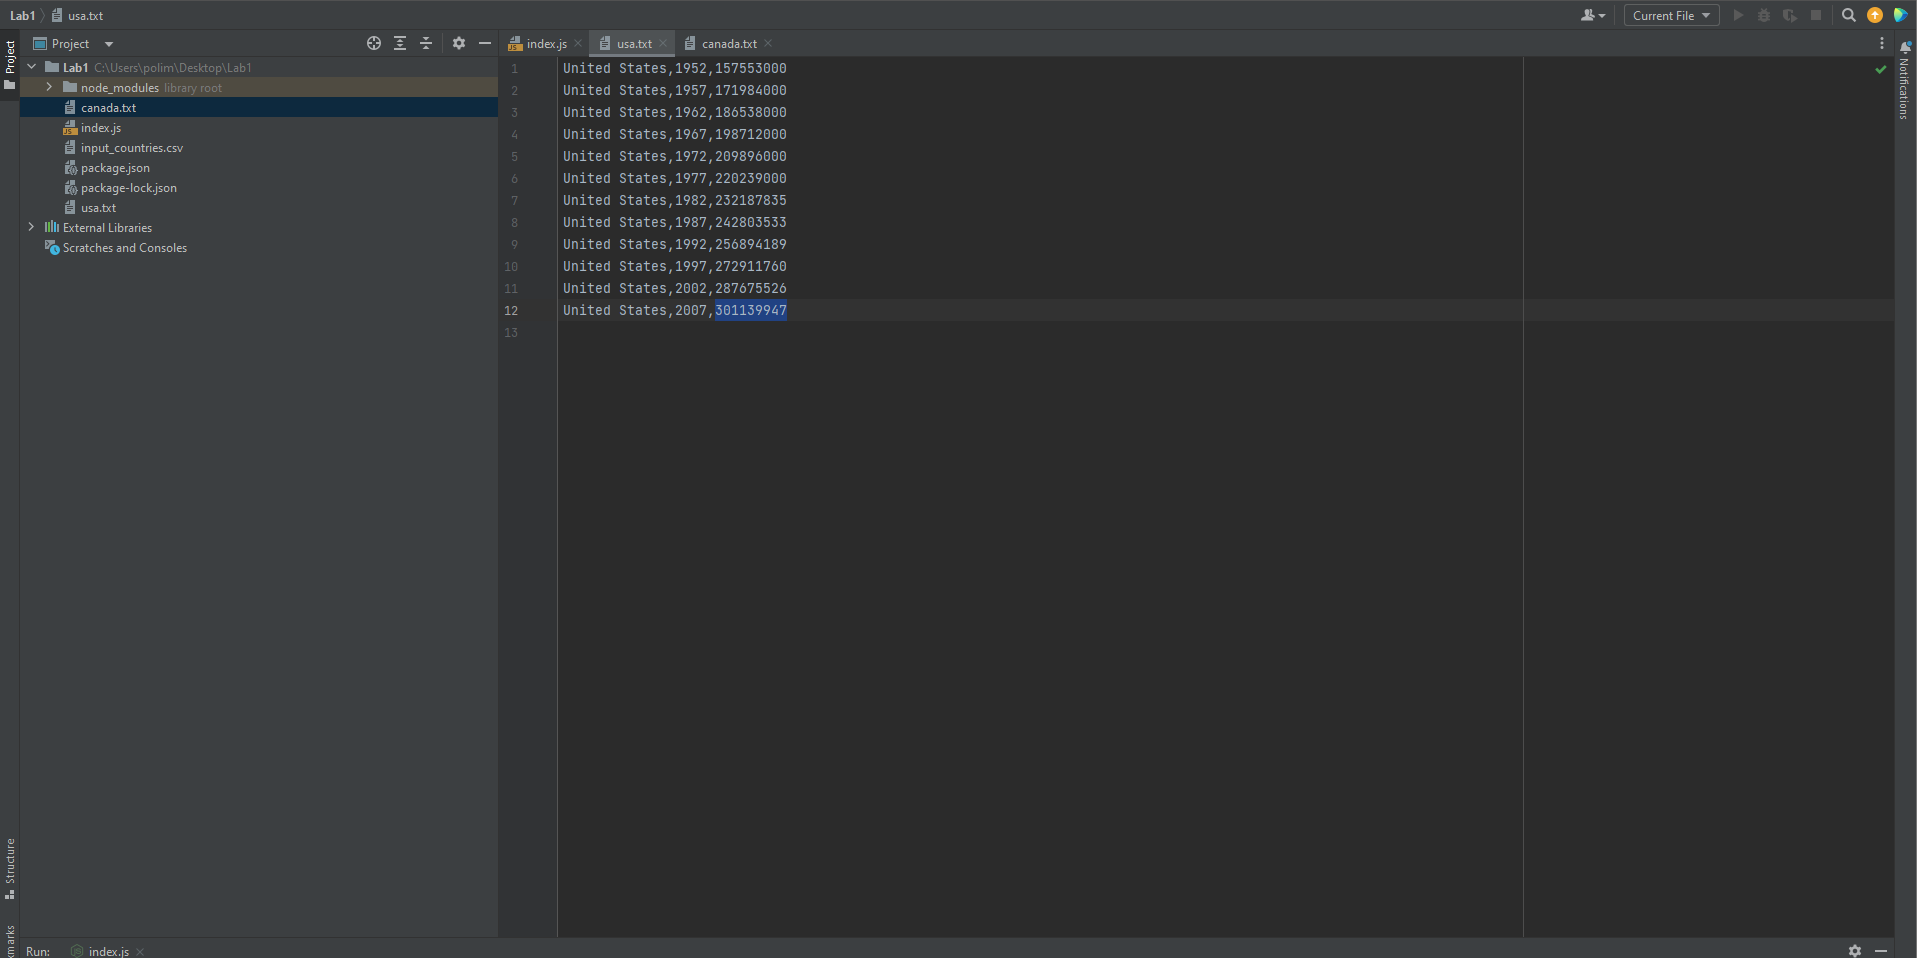 Lab1 usa.txt Current File
Project
Project
index.js usa.txt canada.txt
Notifications
Lab1 C:\Users\polim\Desktop\Lab1
node_modules library root
canada.txt
index.js
input_countries.csv
package.json
package-lock.json
usa.txt
External Libraries
Scratches and Consoles
1 United States,1952,157553000
2 United States,1957,171984000
3 United States,1962,186538000
4 United States,1967,198712000
5 United States,1972,209896000
6 United States,1977,220239000
7 United States,1982,232187835
8 United States,1987,242803533
9 United States,1992,256894189
10 United States,1997,272911760
11 United States,2002,287675526
12 United States,2007,301139947
13
Structure
Run: index.js